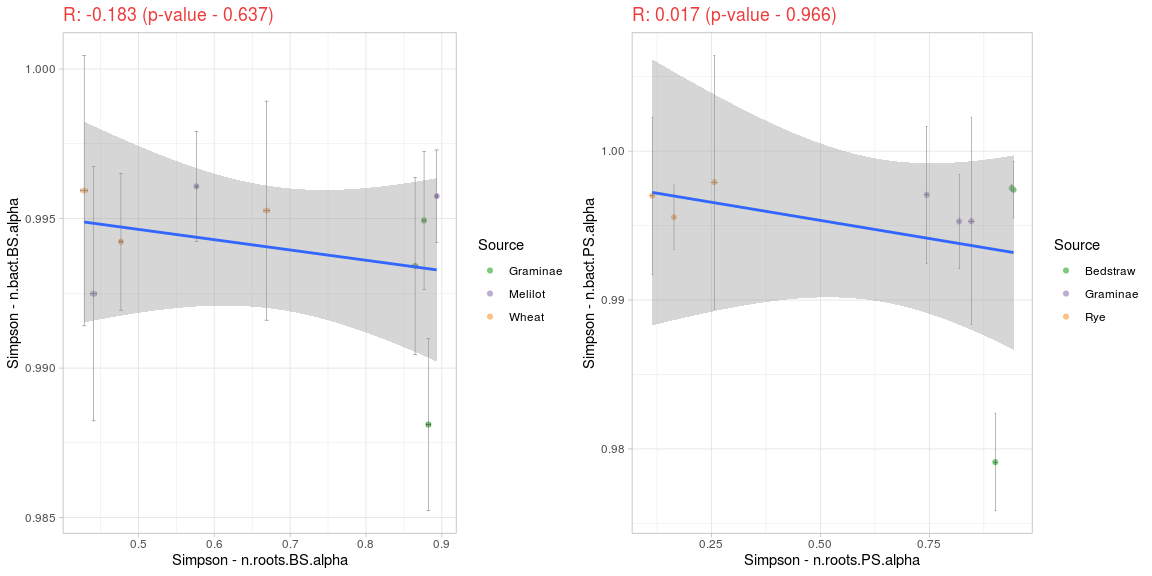 R: -0.183 (p-value - 0.637)
Simpson - n.bact.BS.alpha
1.000
0.995
0.990
0.985
0.5
0.6
0.7
0.8
0.9
Simpson - n.roots.BS.alpha
Source
Graminae
Melilot
Wheat
R: 0.017 (p-value - 0.966)
Simpson - n.bact.PS.alpha
1.00
0.99
0.98
0.25
0.50
0.75
Simpson - n.roots.PS.alpha
Source
Bedstraw
Graminae
Rye